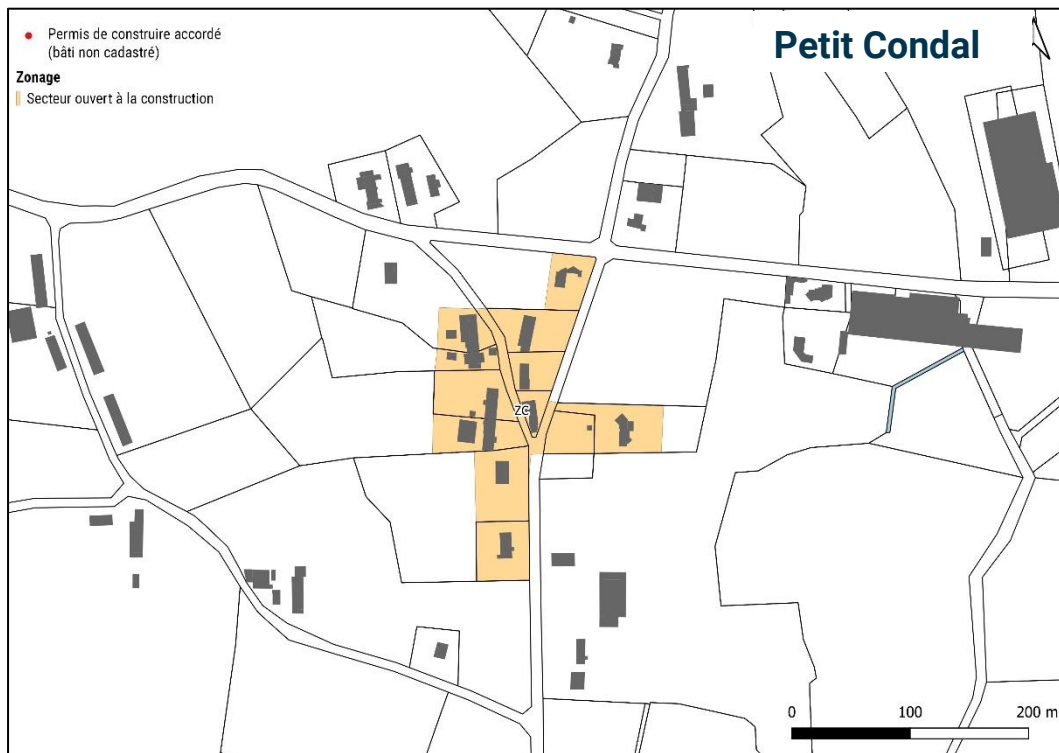 Permis de construire accordé
(bâti non cadastré)
Zonage
Secteur ouvert à la construction
Petit Condal
ZC
0 100 200 m